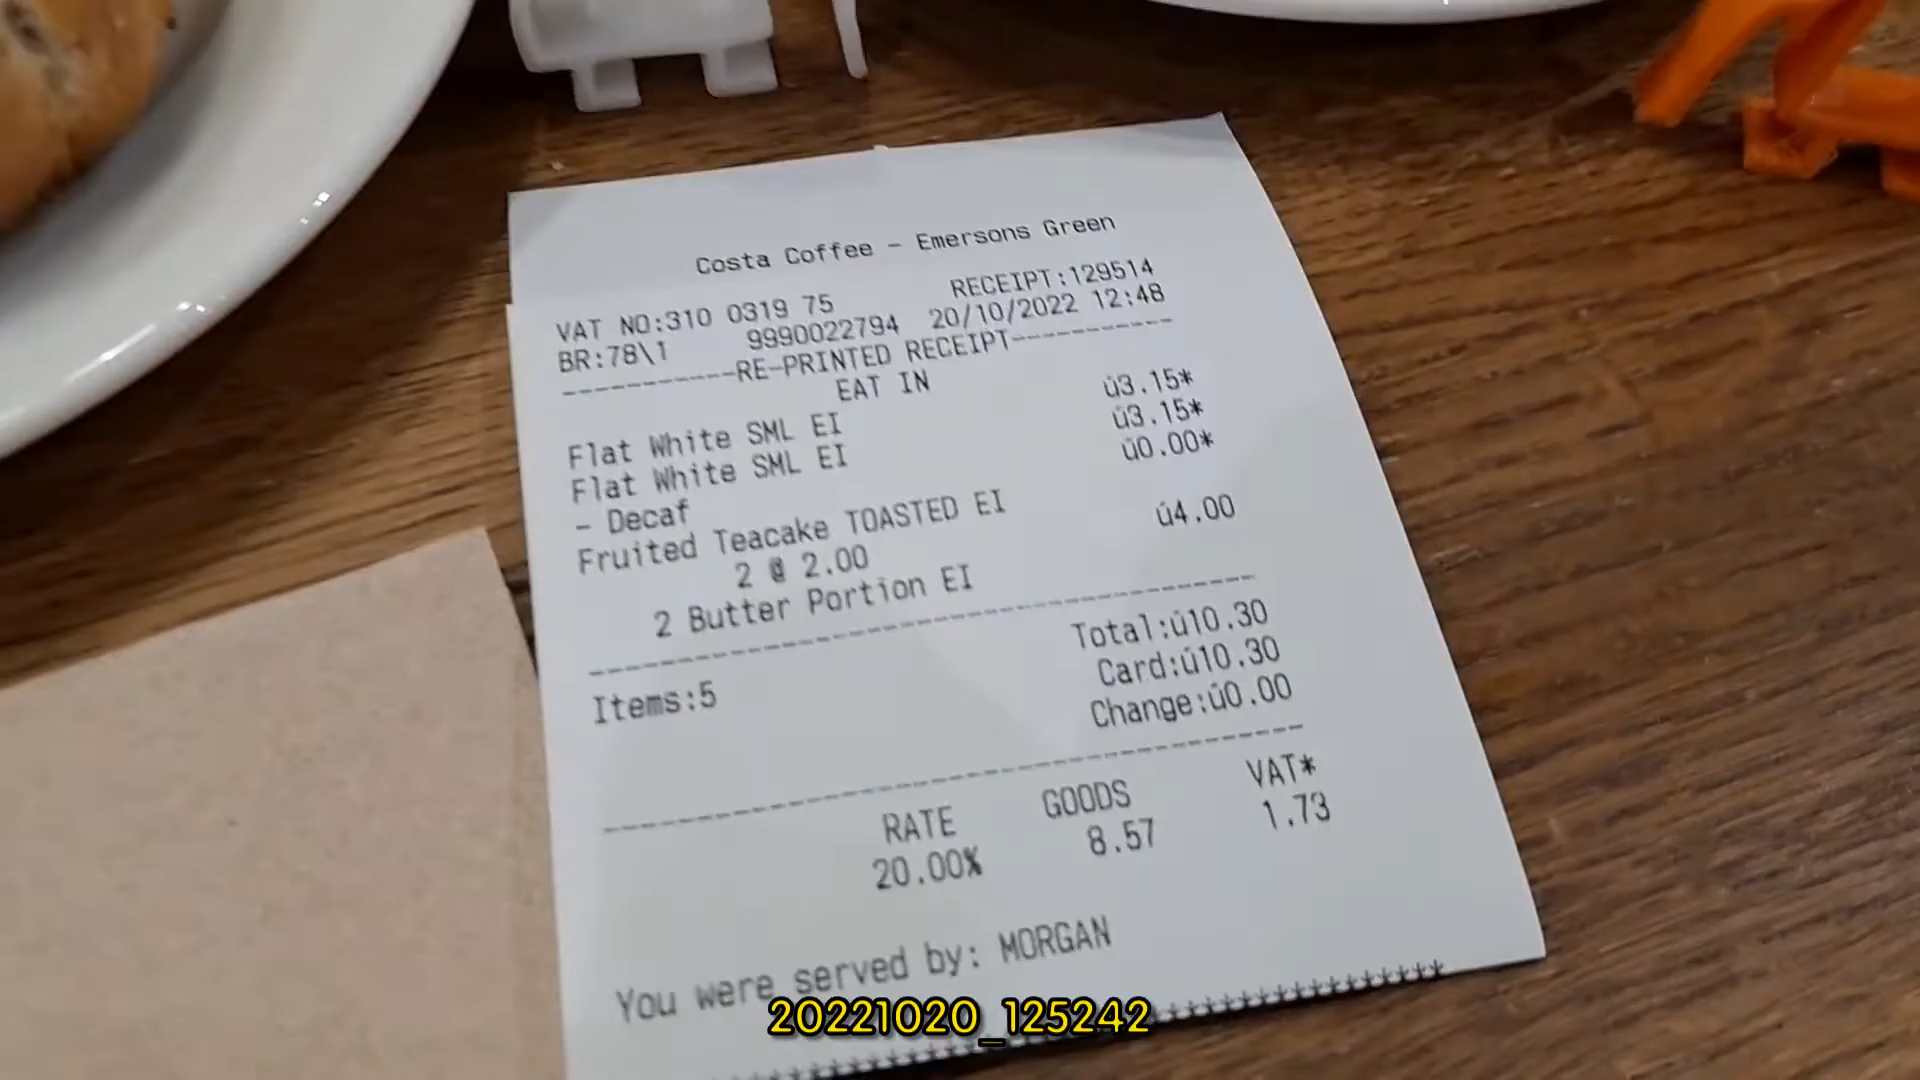 Costa Coffee - Emersons Green
VAT NO:310 0319 75 RECEIPT:129514
BR:78\1 9990022794 20/10/2022 12:48
-----------RE-PRINTED RECEIPT-----------
EAT IN
Flat White SML EI ú3.15*
Flat White SML EI ú3.15*
- Decaf ú0.00*
Fruited Teacake TOASTED EI
2 @ 2.00 ú4.00
2 Butter Portion EI
Total:ú10.30
Items:5 Card:ú10.30
Change:ú0.00
RATE GOODS VAT*
20.00% 8.57 1.73
You were served by: MORGAN
20221020_125242